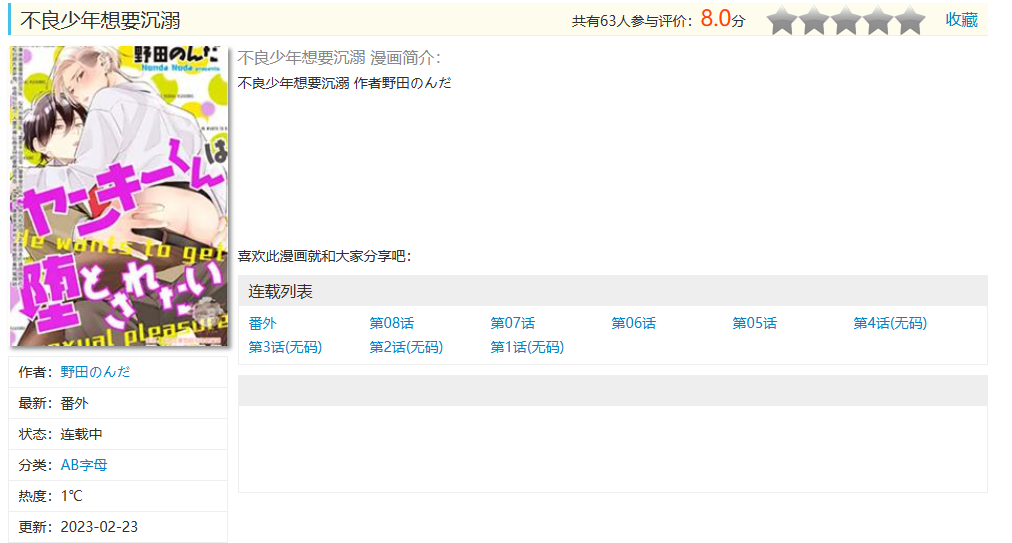 不良少年想要沉溺
共有63人参与评价：8.0分
收藏
野田のんだ
Nonda Noda presents
ヤンキーくんは
He wants to get
堕とされたい
sexual pleasure
不良少年想要沉溺 漫画简介：
不良少年想要沉溺 作者野田のんだ
喜欢此漫画就和大家分享吧：
连载列表
番外 第08话 第07话 第06话 第05话 第4话(无码)
第3话(无码) 第2话(无码) 第1话(无码)
作者：野田のんだ
最新：番外
状态：连载中
分类：AB字母
热度：1℃
更新：2023-02-23